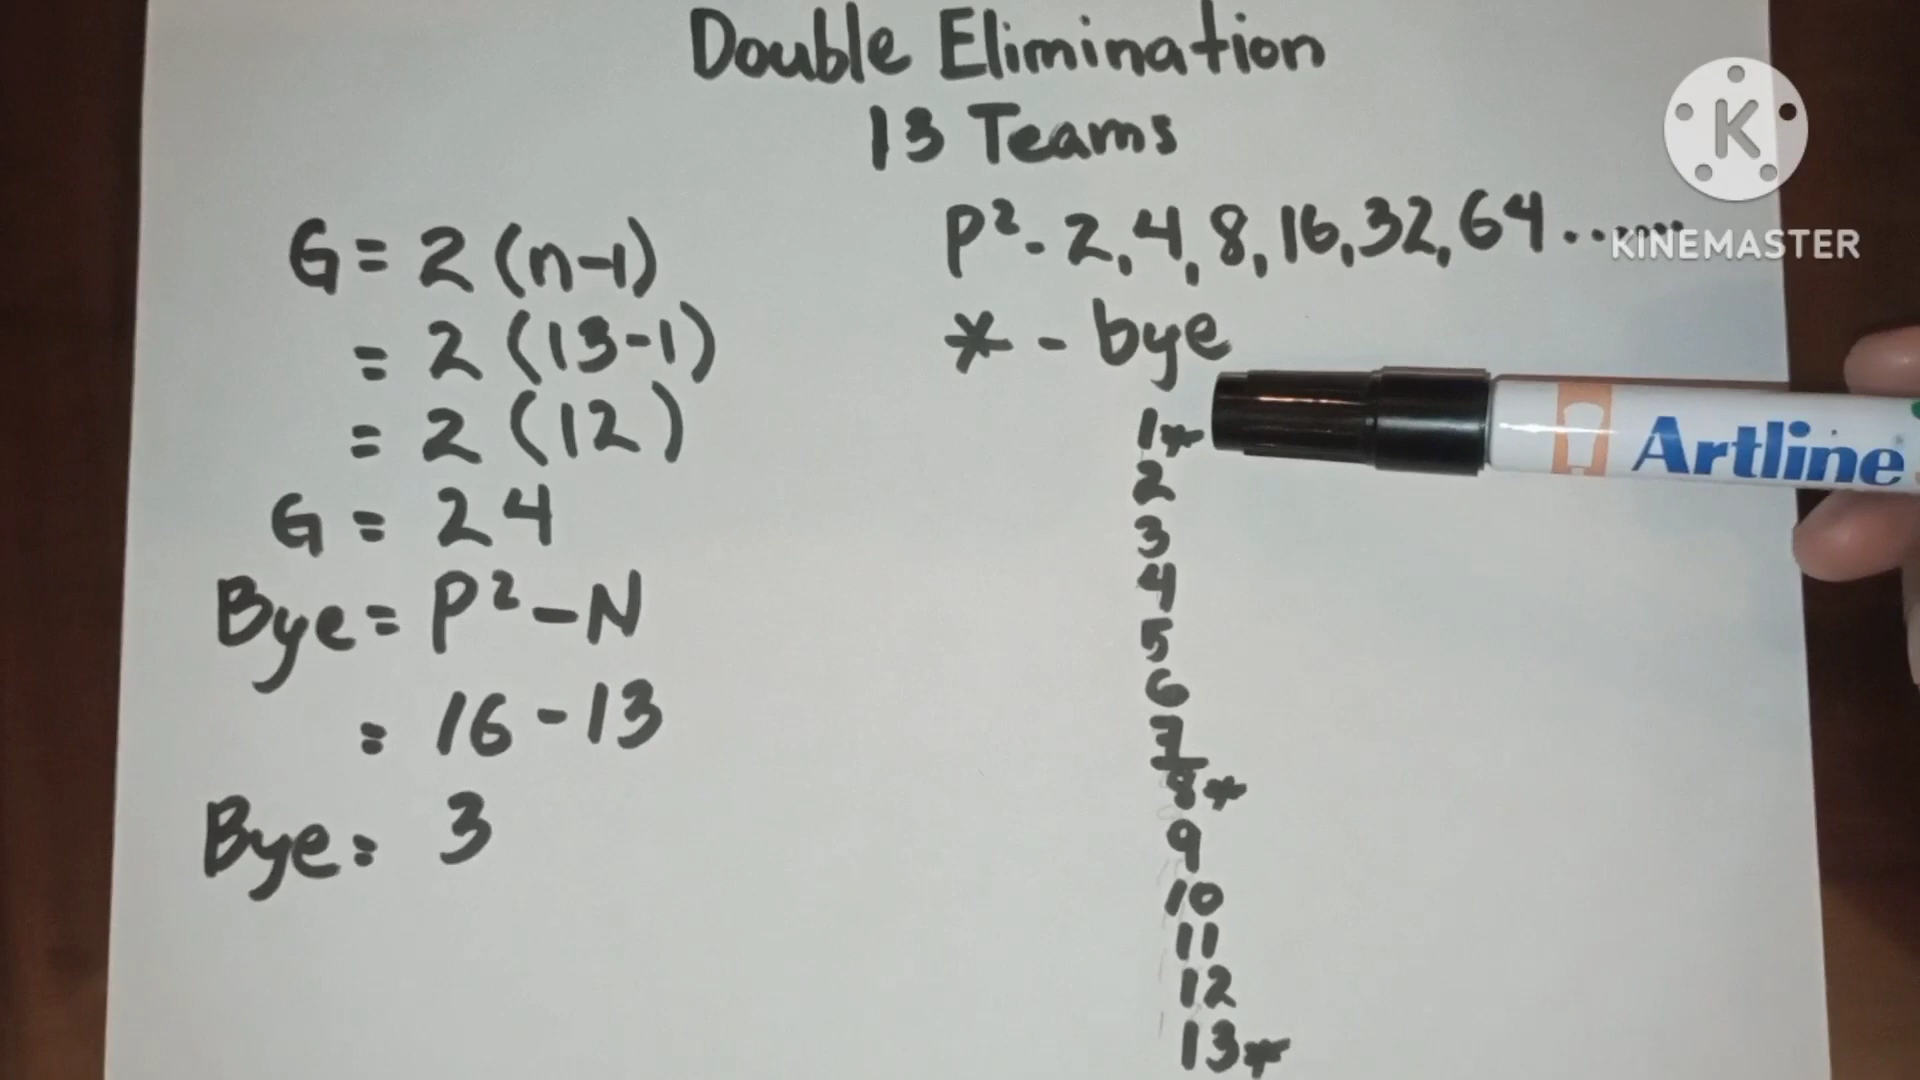 Double Elimination
13 Teams
G = 2 (n-1)
= 2 (13-1)
= 2 (12)
G = 24
Bye = P² - N
= 16 - 13
Bye = 3
P² - 2, 4, 8, 16, 32, 64 .......
* - bye
1*
2
3
4
5
6
7
8*
9
10
11
12
13*
Artline
K
KINEMASTER